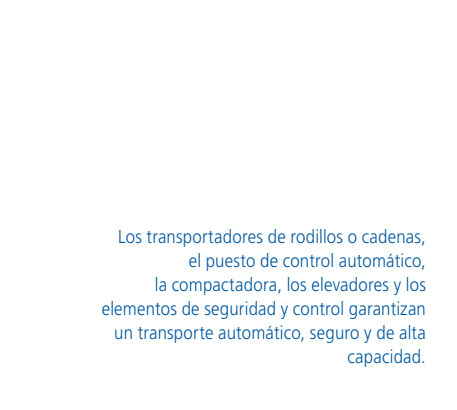 Los transportadores de rodillos o cadenas,
el puesto de control automático,
la compactadora, los elevadores y los
elementos de seguridad y control garantizan
un transporte automático, seguro y de alta
capacidad.